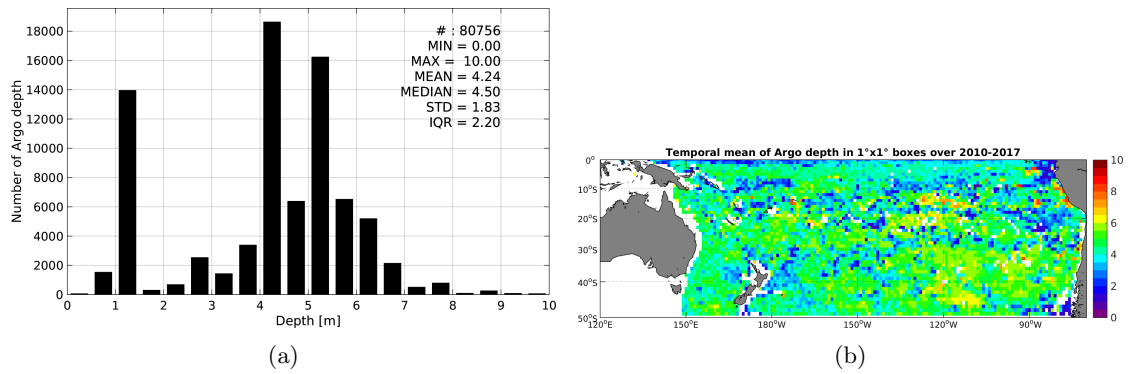 # : 80756
MIN = 0.00
MAX = 10.00
MEAN = 4.24
MEDIAN = 4.50
STD = 1.83
IQR = 2.20
Number of Argo depth
18000
16000
14000
12000
10000
8000
6000
4000
2000
0
0 1 2 3 4 5 6 7 8 9 10
Depth [m]
(a)
Temporal mean of Argo depth in 1°x1° boxes over 2010-2017
0°
10°S
20°S
30°S
40°S
50°S
120°E 150°E 180°W 150°W 120°W 90°W
10
8
6
4
2
0
(b)